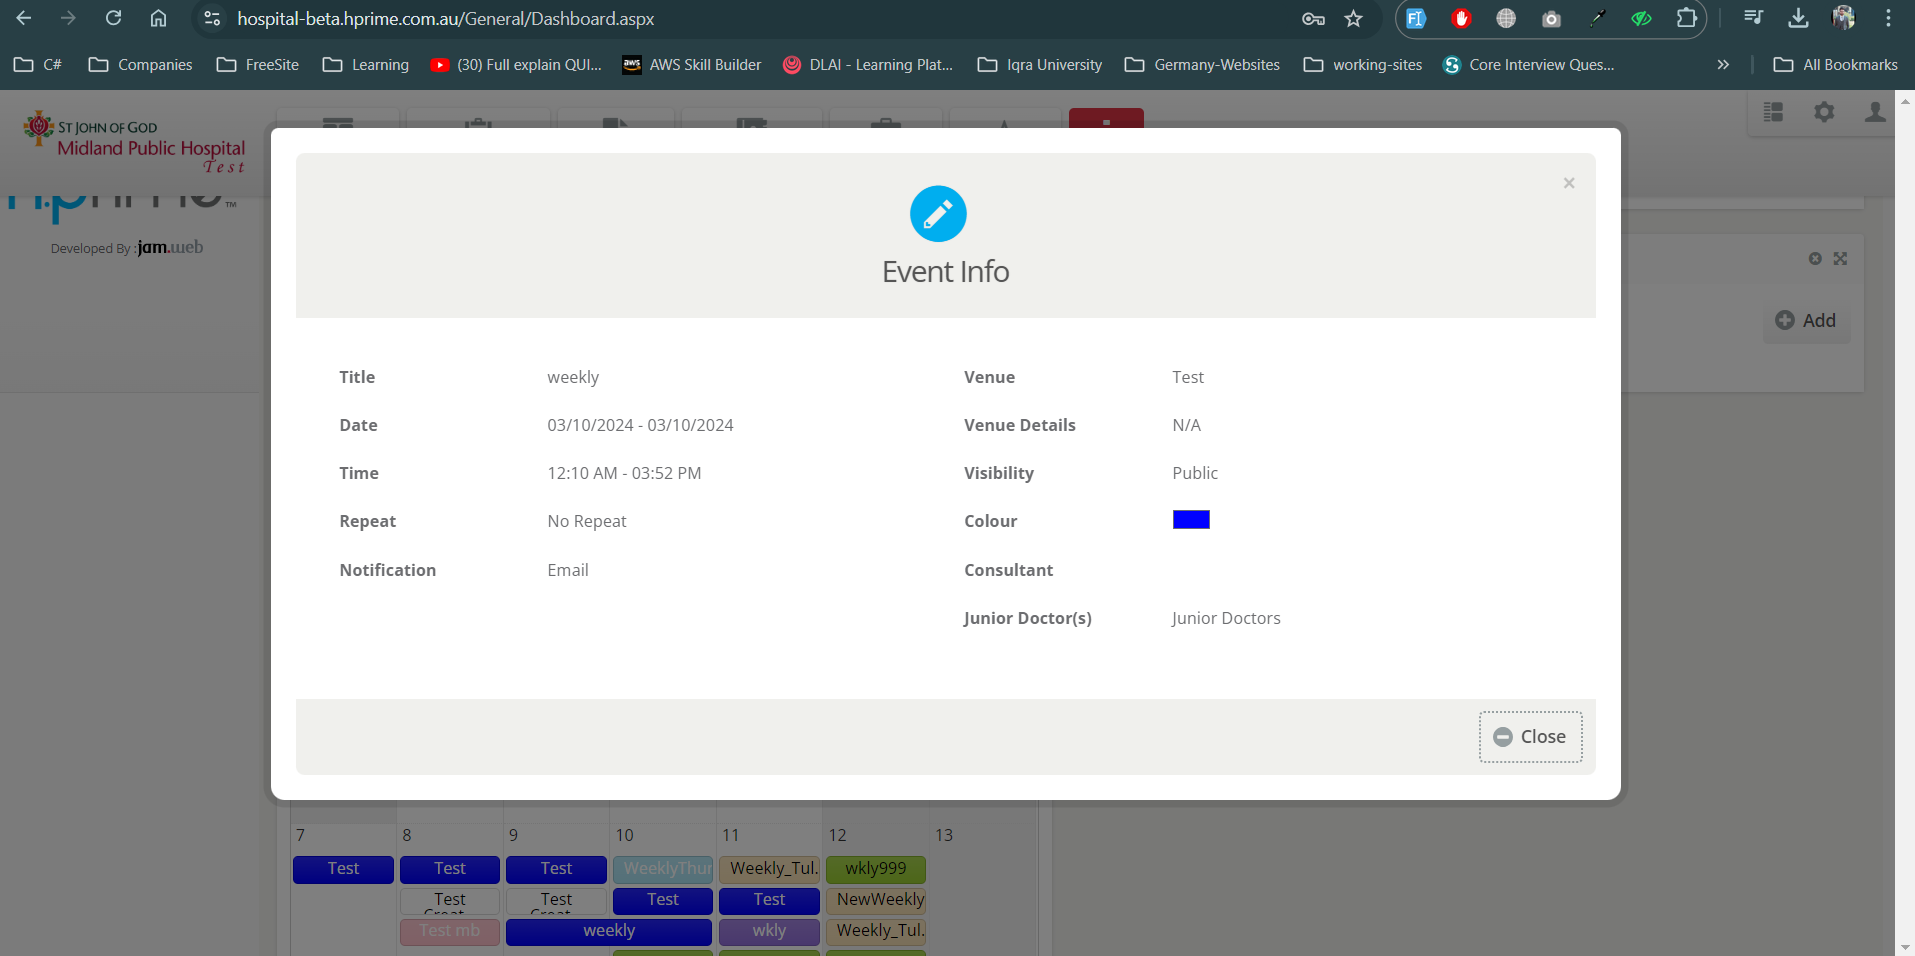 hospital-beta.hprime.com.au/General/Dashboard.aspx
C# Companies FreeSite Learning (30) Full explain QUI... AWS Skill Builder DLAI - Learning Plat... Iqra University Germany-Websites working-sites Core Interview Ques... » All Bookmarks
ST JOHN OF GOD
Midland Public Hospital
Test
h.prime™
Developed By : jam.web
×
Event Info
Add
Title weekly Venue Test
Date 03/10/2024 - 03/10/2024 Venue Details N/A
Time 12:10 AM - 03:52 PM Visibility Public
Repeat No Repeat Colour
Notification Email Consultant
Junior Doctor(s) Junior Doctors
Close
7 8 9 10 11 12 13
Test Test Test WeeklyThur Weekly_Tul. wkly999
Test Test Test Test NewWeekly
Creat Creat
Test mb weekly wkly Weekly_Tul.